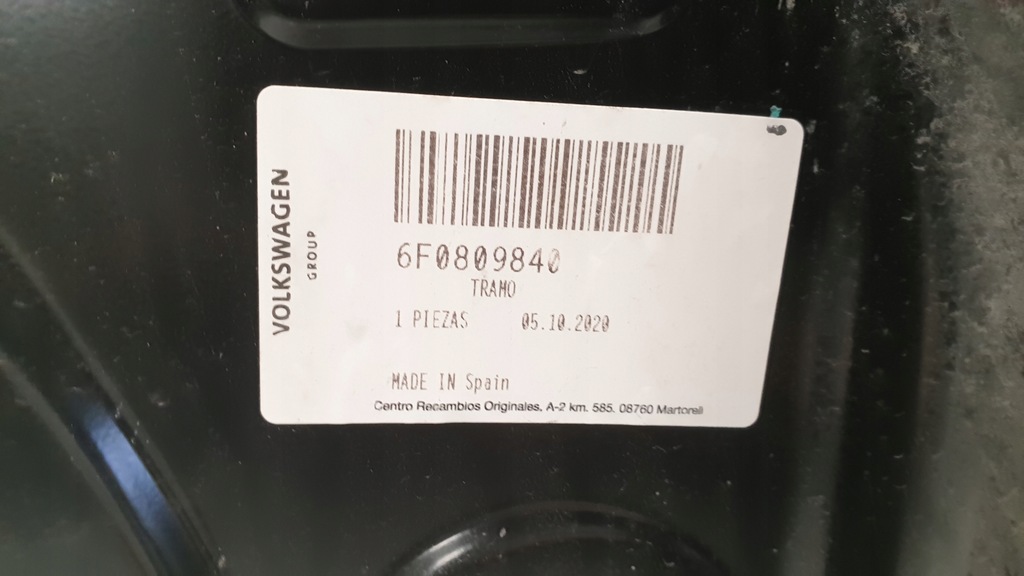 VOLKSWAGEN
GROUP
6F0809840
TRAMO
1 PIEZAS 05.10.2020
MADE IN Spain
Centro Recambios Originales, A-2 km. 585. 08760 Martorell